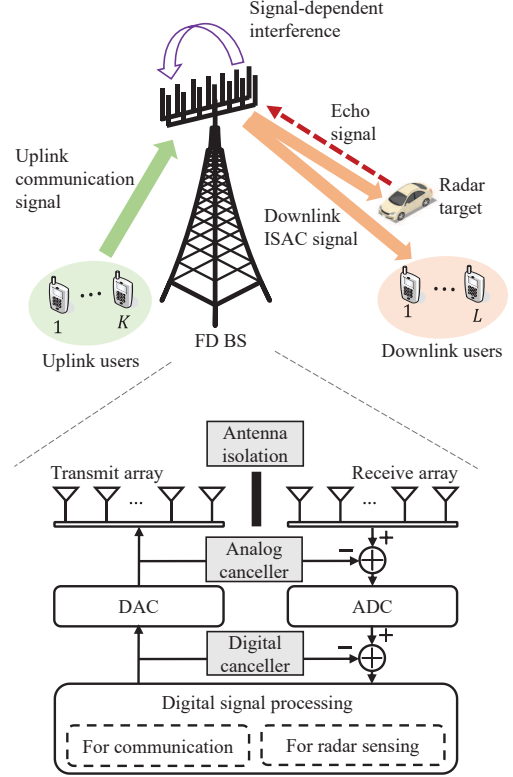 Signal-dependent
interference
Echo
signal
Uplink
communication
signal
Radar
target
Downlink
ISAC signal
1
...
K
Uplink users
FD BS
1
...
L
Downlink users
Antenna
isolation
Transmit array
Receive array
...
...
+
Analog
canceller
−
DAC
ADC
+
Digital
canceller
−
Digital signal processing
For communication
For radar sensing